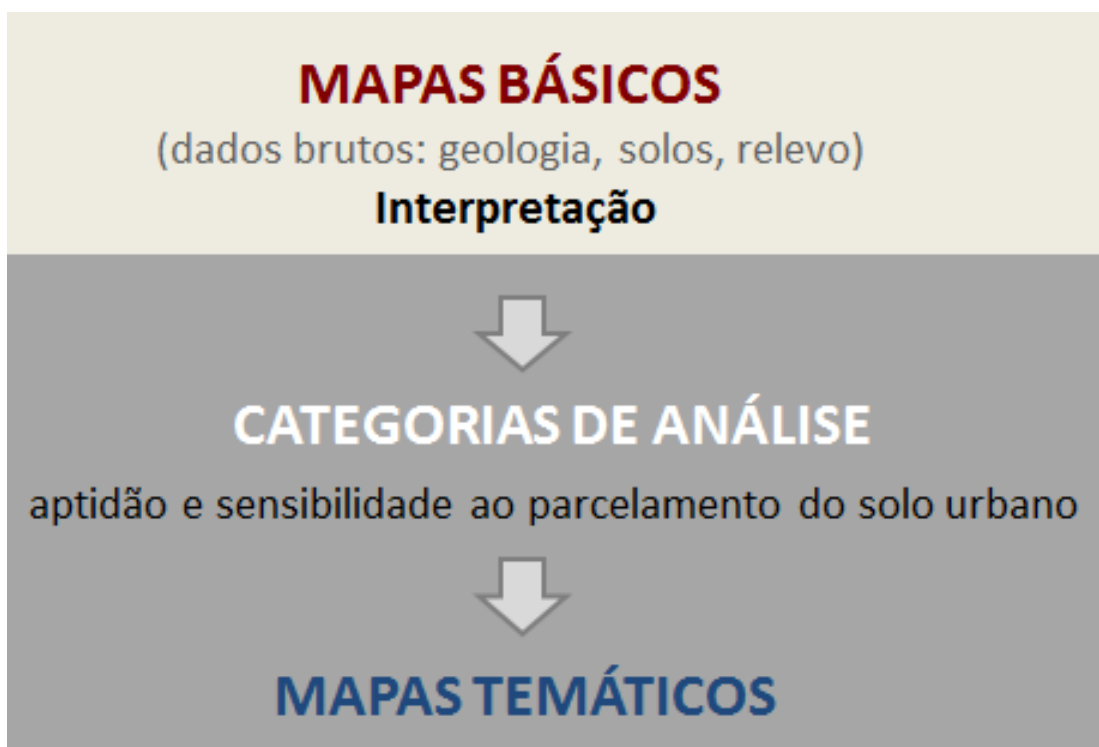 MAPAS BÁSICOS
(dados brutos: geologia, solos, relevo)
Interpretação
CATEGORIAS DE ANÁLISE
aptidão e sensibilidade ao parcelamento do solo urbano
MAPAS TEMÁTICOS